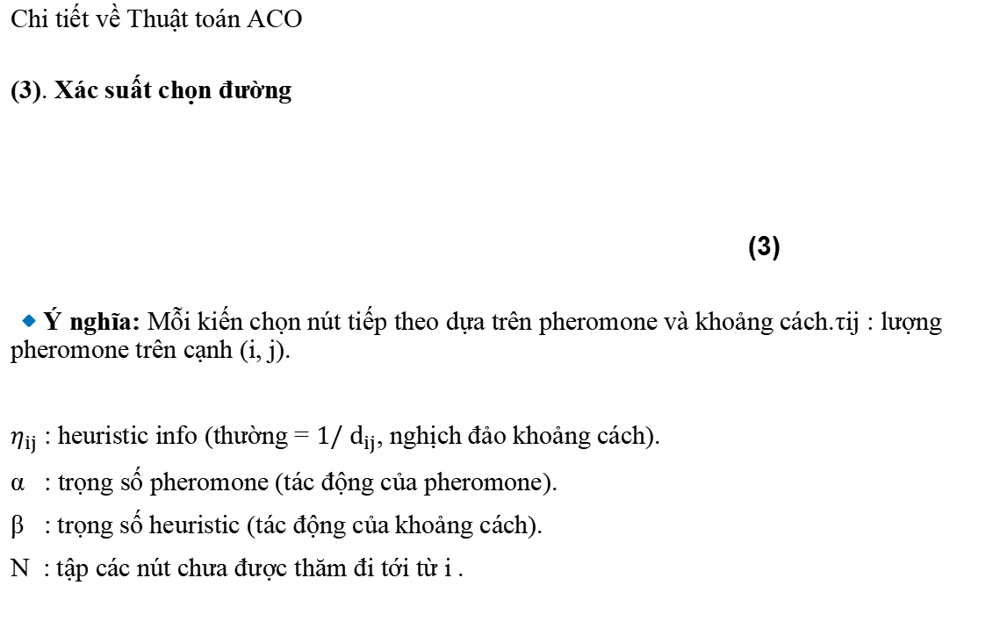 Chi tiết về Thuật toán ACO
(3). Xác suất chọn đường
(3)
◆ Ý nghĩa: Mỗi kiến chọn nút tiếp theo dựa trên pheromone và khoảng cách.τij : lượng
pheromone trên cạnh (i, j).
η_ij : heuristic info (thường = 1/ d_ij, nghịch đảo khoảng cách).
α : trọng số pheromone (tác động của pheromone).
β : trọng số heuristic (tác động của khoảng cách).
N : tập các nút chưa được thăm đi tới từ i .